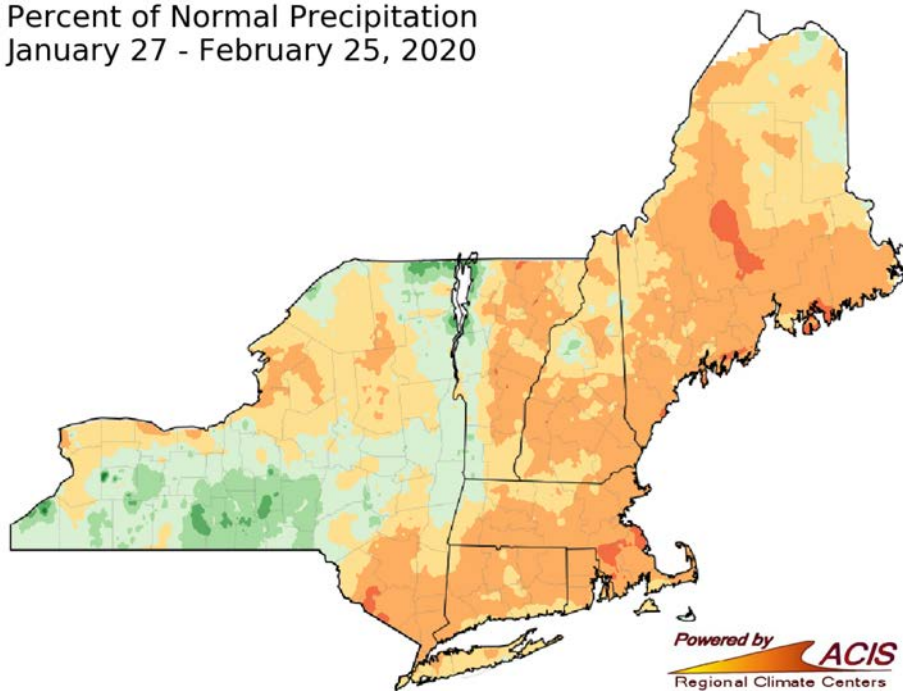 Percent of Normal Precipitation
January 27 - February 25, 2020
Powered by
ACIS
Regional Climate Centers